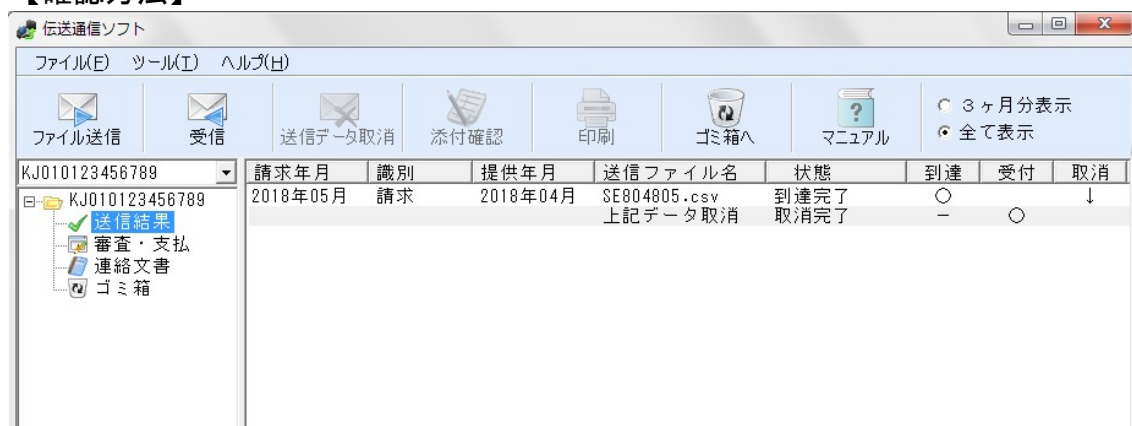 【確認方法】
伝送通信ソフト
ファイル(F) ツール(T) ヘルプ(H)
ファイル送信 受信 送信データ取消 添付確認 印刷 ゴミ箱へ マニュアル
３ヶ月分表示
全て表示
KJ010123456789
KJ010123456789
送信結果
審査・支払
連絡文書
ゴミ箱
請求年月 識別 提供年月 送信ファイル名 状態 到達 受付 取消
2018年05月 請求 2018年04月 SE804805.csv 到達完了 ○ ↓
上記データ取消 取消完了 － ○